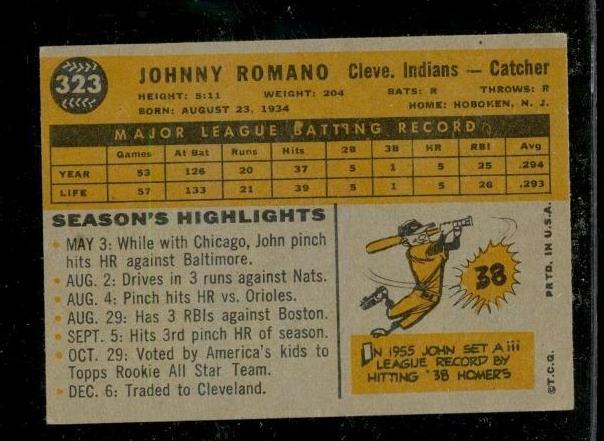 323
JOHNNY ROMANO Cleve. Indians — Catcher
HEIGHT: 5:11 WEIGHT: 204 BATS: R THROWS: R
BORN: AUGUST 23, 1934 HOME: HOBOKEN, N. J.
MAJOR LEAGUE BATTING RECORD
Games At Bat Runs Hits 2B 3B HR RBI Avg
YEAR 53 126 20 37 5 1 5 25 .294
LIFE 57 133 21 39 5 1 5 26 .293
SEASON'S HIGHLIGHTS
• MAY 3: While with Chicago, John pinch
hits HR against Baltimore.
• AUG. 2: Drives in 3 runs against Nats.
• AUG. 4: Pinch hits HR vs. Orioles.
• AUG. 29: Has 3 RBIs against Boston.
• SEPT. 5: Hits 3rd pinch HR of season.
• OCT. 29: Voted by America's kids to
Topps Rookie All Star Team.
• DEC. 6: Traded to Cleveland.
38
IN 1955 JOHN SET A iii
LEAGUE RECORD BY
HITTING '38 HOMERS
©T.C.G. PRTD. IN U.S.A.